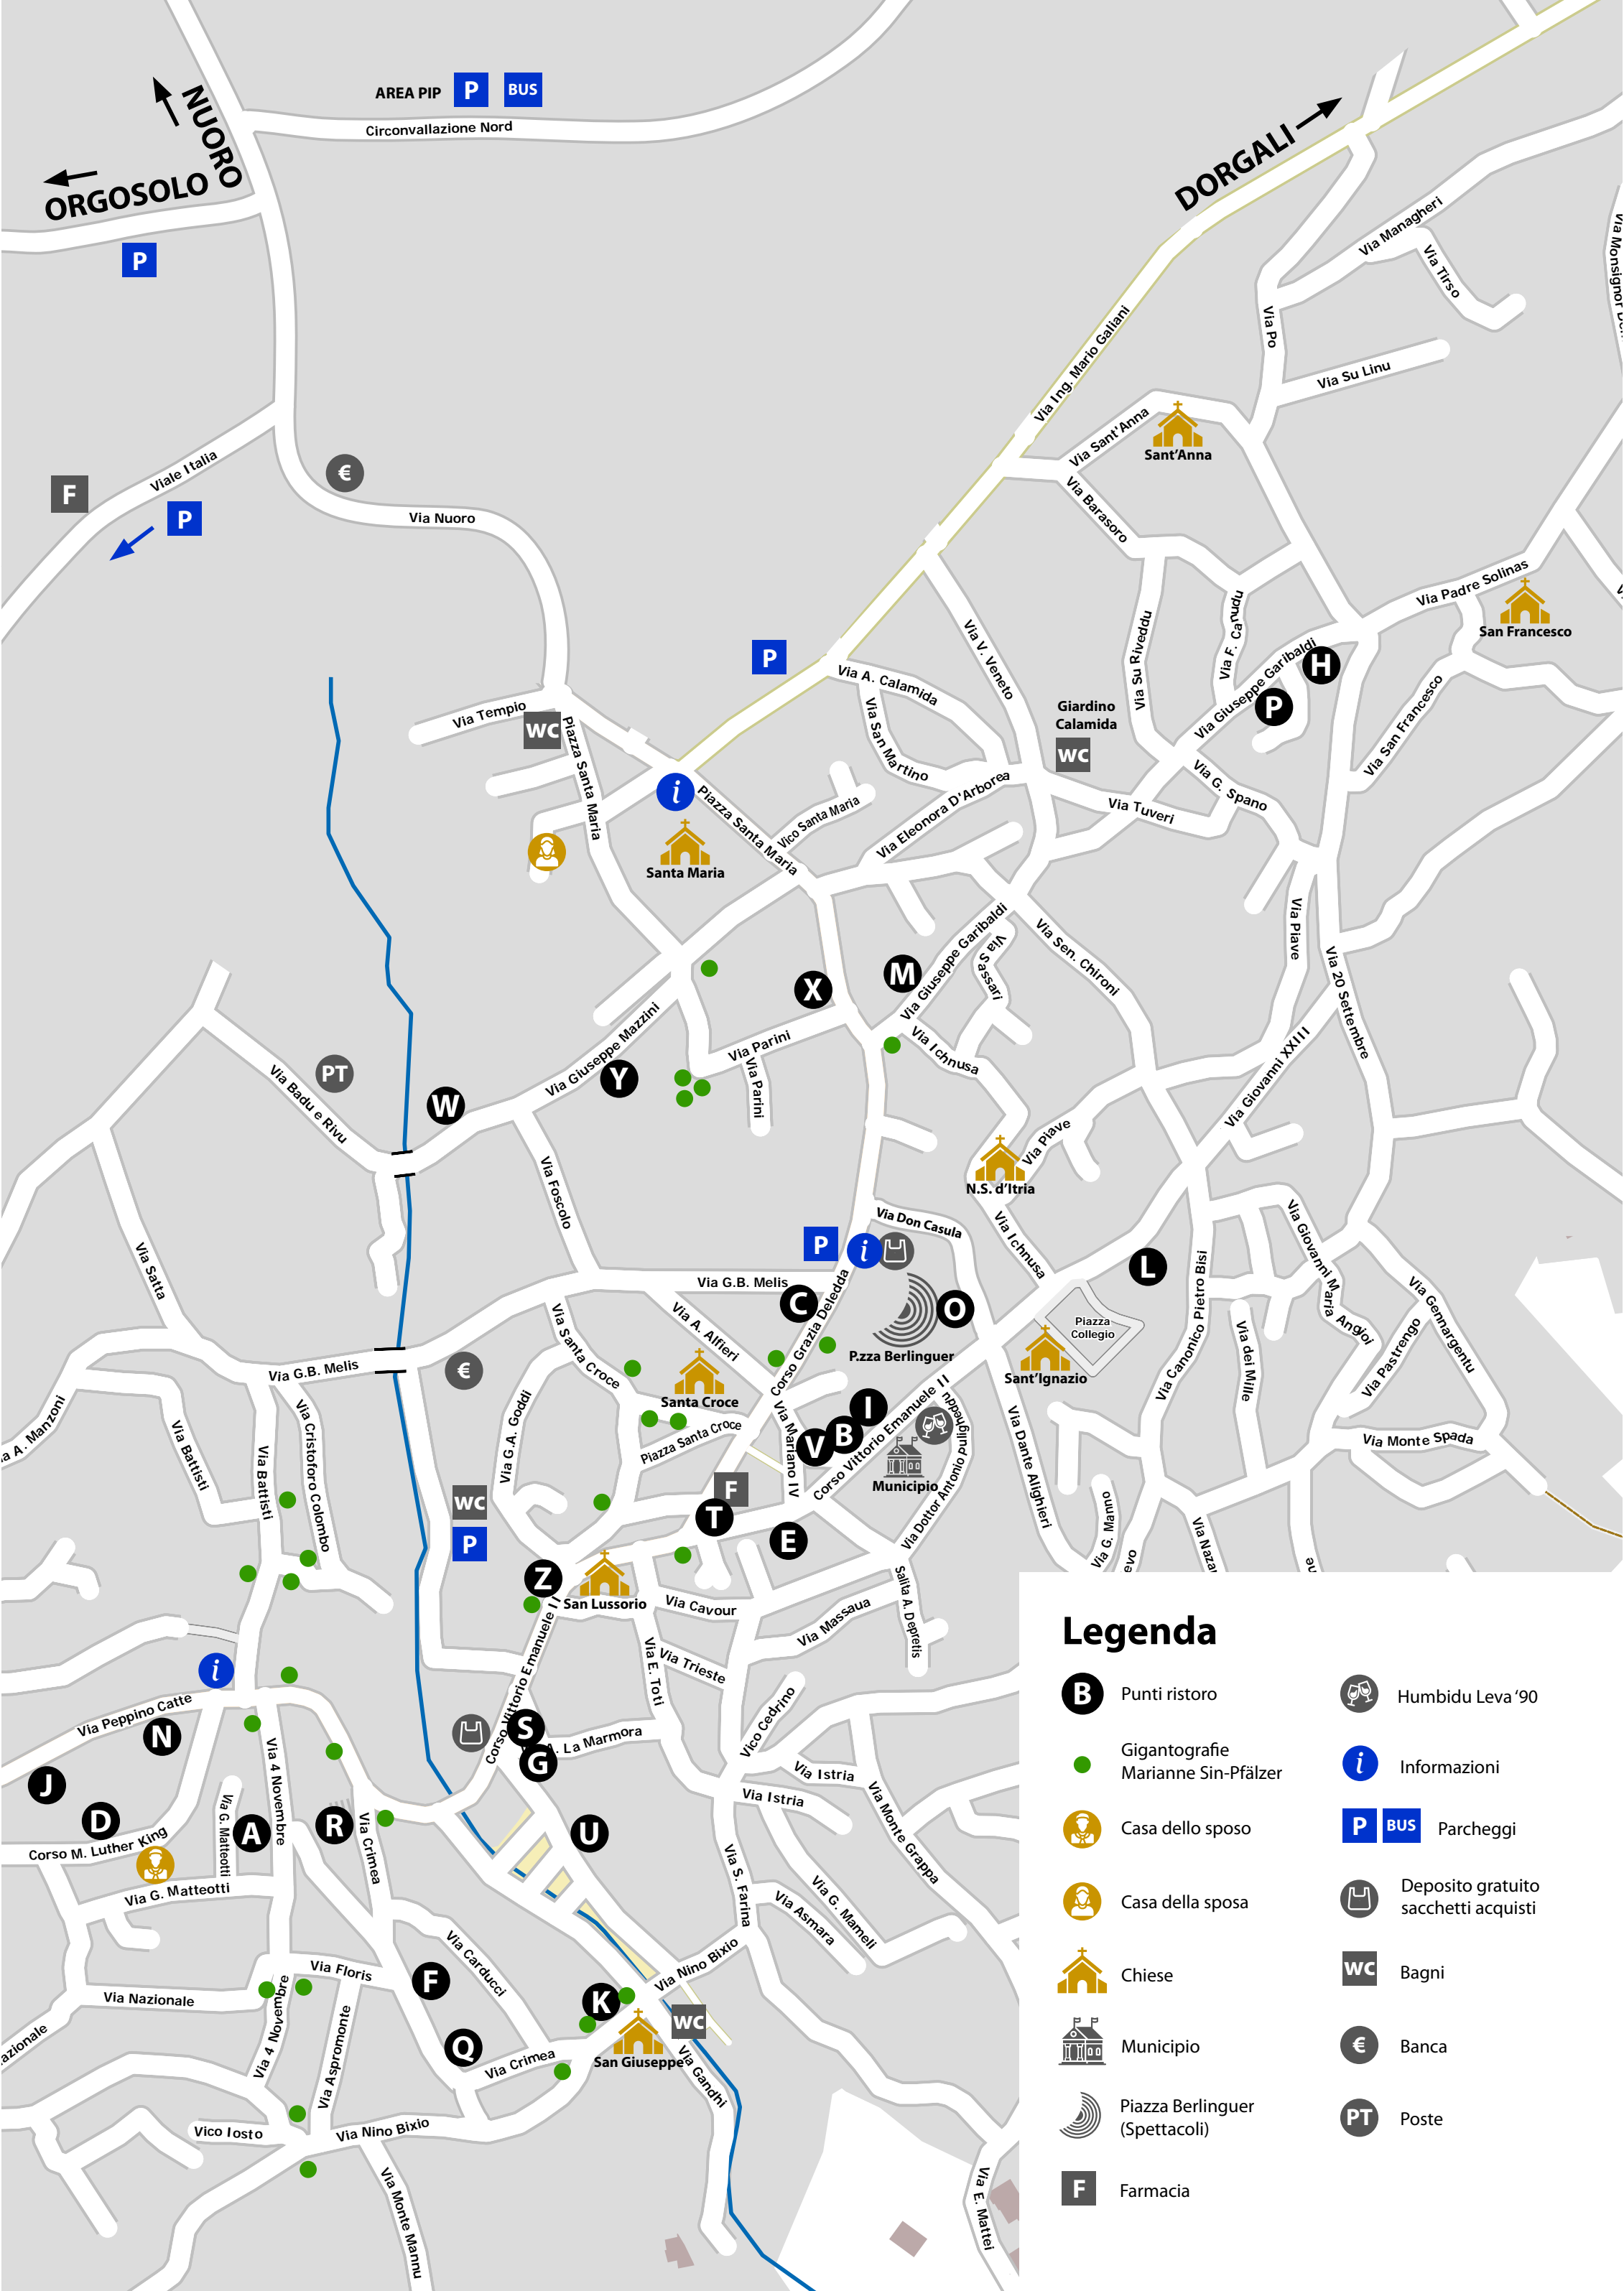 AREA PIP P BUS
Circonvallazione Nord
NUORO
ORGOSOLO
P
DORGALI
Via Managheri
Via Tirso
Via Po
Via Su Linu
Via Ing. Mario Galiani
Via Sant'Anna
Sant'Anna
Via Barasoro
Viale Italia
F
P
€
Via Nuoro
Via Padre Solinas
San Francesco
Via V. Veneto
Via Su Riveddu
Via F. Canudu
Via Giuseppe Garibaldi
H
P
P
Via A. Calamida
Via San Martino
Giardino
Calamida
WC
Via San Francesco
Via Tempio
WC
Piazza Santa Maria
i
Piazza Santa Maria
Santa Maria
Vico Santa Maria
Via Eleonora D'Arborea
Via Tuveri
Via G. Spano
Via Giuseppe Garibaldi
Via Sassari
Via Sen. Chironi
Via Piave
Via 20 Settembre
X
M
Via Giuseppe Mazzini
Y
Via Parini
Via Parini
Via Ichnusa
Via Giovanni XXIII
PT
Via Badu e Rivu
W
Via Piave
N.S. d'Itria
Via Foscolo
Via Satta
Via Don Casula
Via Ichnusa
P
i
L
Via G.B. Melis
C
Corso Grazia Deledda
O
P.zza Berlinguer
Piazza
Collegio
Sant'Ignazio
Via Canonico Pietro Bisi
Via Giovanni Maria Angioi
Via dei Mille
Via Gennargentu
Via Pastrengo
Via Monte Spada
Via Santa Croce
Via A. Alfieri
Via G.B. Melis
€
Santa Croce
Piazza Santa Croce
Via G.A. Goddi
Via Mariano IV
V
B
I
Corso Vittorio Emanuele II
Municipio
Via Dottor Antonio Puligheddu
Via Dante Alighieri
Via G. Manno
Via A. Manzoni
Via Battisti
Via Battisti
Via Cristoforo Colombo
WC
P
F
T
E
Z
San Lussorio
Via Cavour
Via Massaua
Salita A. Depretis
Via Trieste
Via E. Toti
Corso Vittorio Emanuele II
i
Via Peppino Catte
N
J
D
Corso M. Luther King
Via G. Matteotti
Via G. Matteotti
A
R
Via 4 Novembre
Via Crimea
S
G
A. La Marmora
U
Vico Cedrino
Via Istria
Via Istria
Via Monte Grappa
Via S. Farina
Via G. Mameli
Via Asmara
Via Carducci
Via Floris
F
Via Nazionale
Via 4 Novembre
Via Aspromonte
Q
Via Crimea
K
Via Nino Bixio
WC
San Giuseppe
Via Gandhi
Vico Iosto
Via Nino Bixio
Via Monte Mannu
Via E. Mattei
Legenda
B Punti ristoro
Gigantografie
Marianne Sin-Pfälzer
Casa dello sposo
Casa della sposa
Chiese
Municipio
Piazza Berlinguer
(Spettacoli)
F Farmacia
Humbidu Leva '90
i Informazioni
P BUS Parcheggi
Deposito gratuito
sacchetti acquisti
WC Bagni
€ Banca
PT Poste